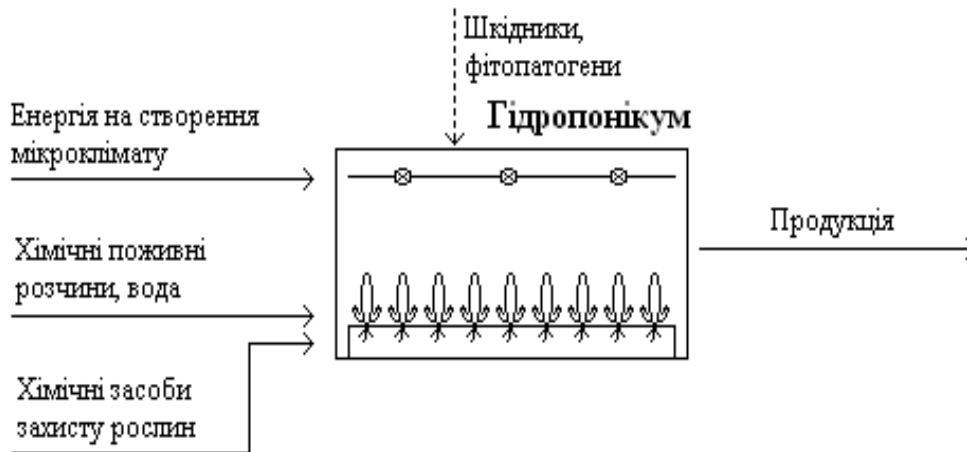 Шкідники,
фітопатогени
Гідропонікум
Енергія на створення
мікроклімату
Продукція
Хімічні поживні
розчини, вода
Хімічні засоби
захисту рослин